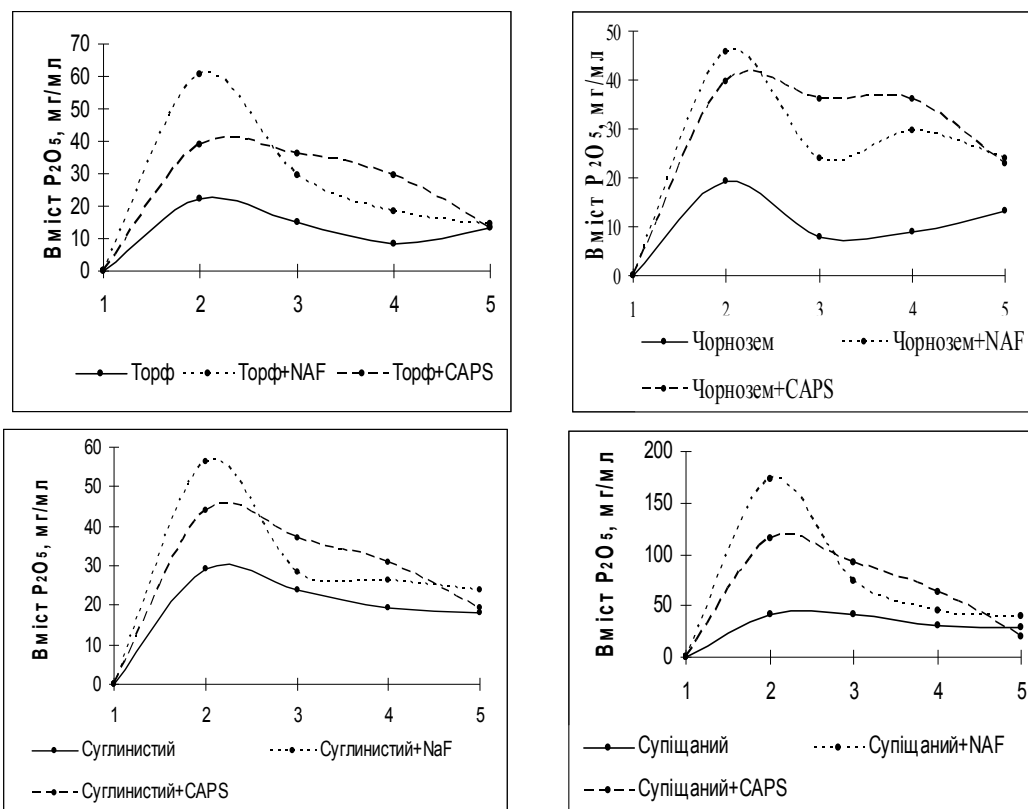 Вміст P2O5, мг/мл
70
60
50
40
30
20
10
0
1 2 3 4 5
Торф Торф+NAF Торф+CAPS
Вміст P2O5, мг/мл
50
40
30
20
10
0
1 2 3 4 5
Чорнозем Чорнозем+NAF
Чорнозем+CAPS
Вміст P2O5, мг/мл
60
50
40
30
20
10
0
1 2 3 4 5
Суглинистий Суглинистий+NaF
Суглинистий+CAPS
Вміст P2O5, мг/мл
200
150
100
50
0
1 2 3 4 5
Супіщаний Супіщаний+NAF
Супіщаний+CAPS